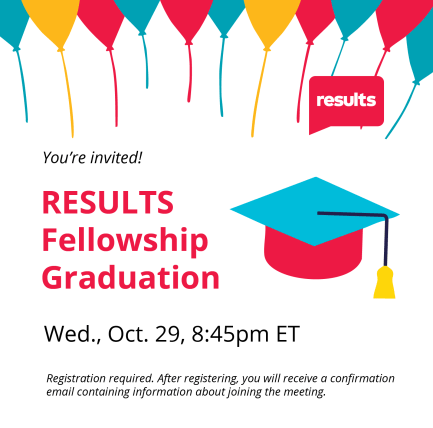 results
You're invited!
RESULTS
Fellowship
Graduation
Wed., Oct. 29, 8:45pm ET
Registration required. After registering, you will receive a confirmation
email containing information about joining the meeting.